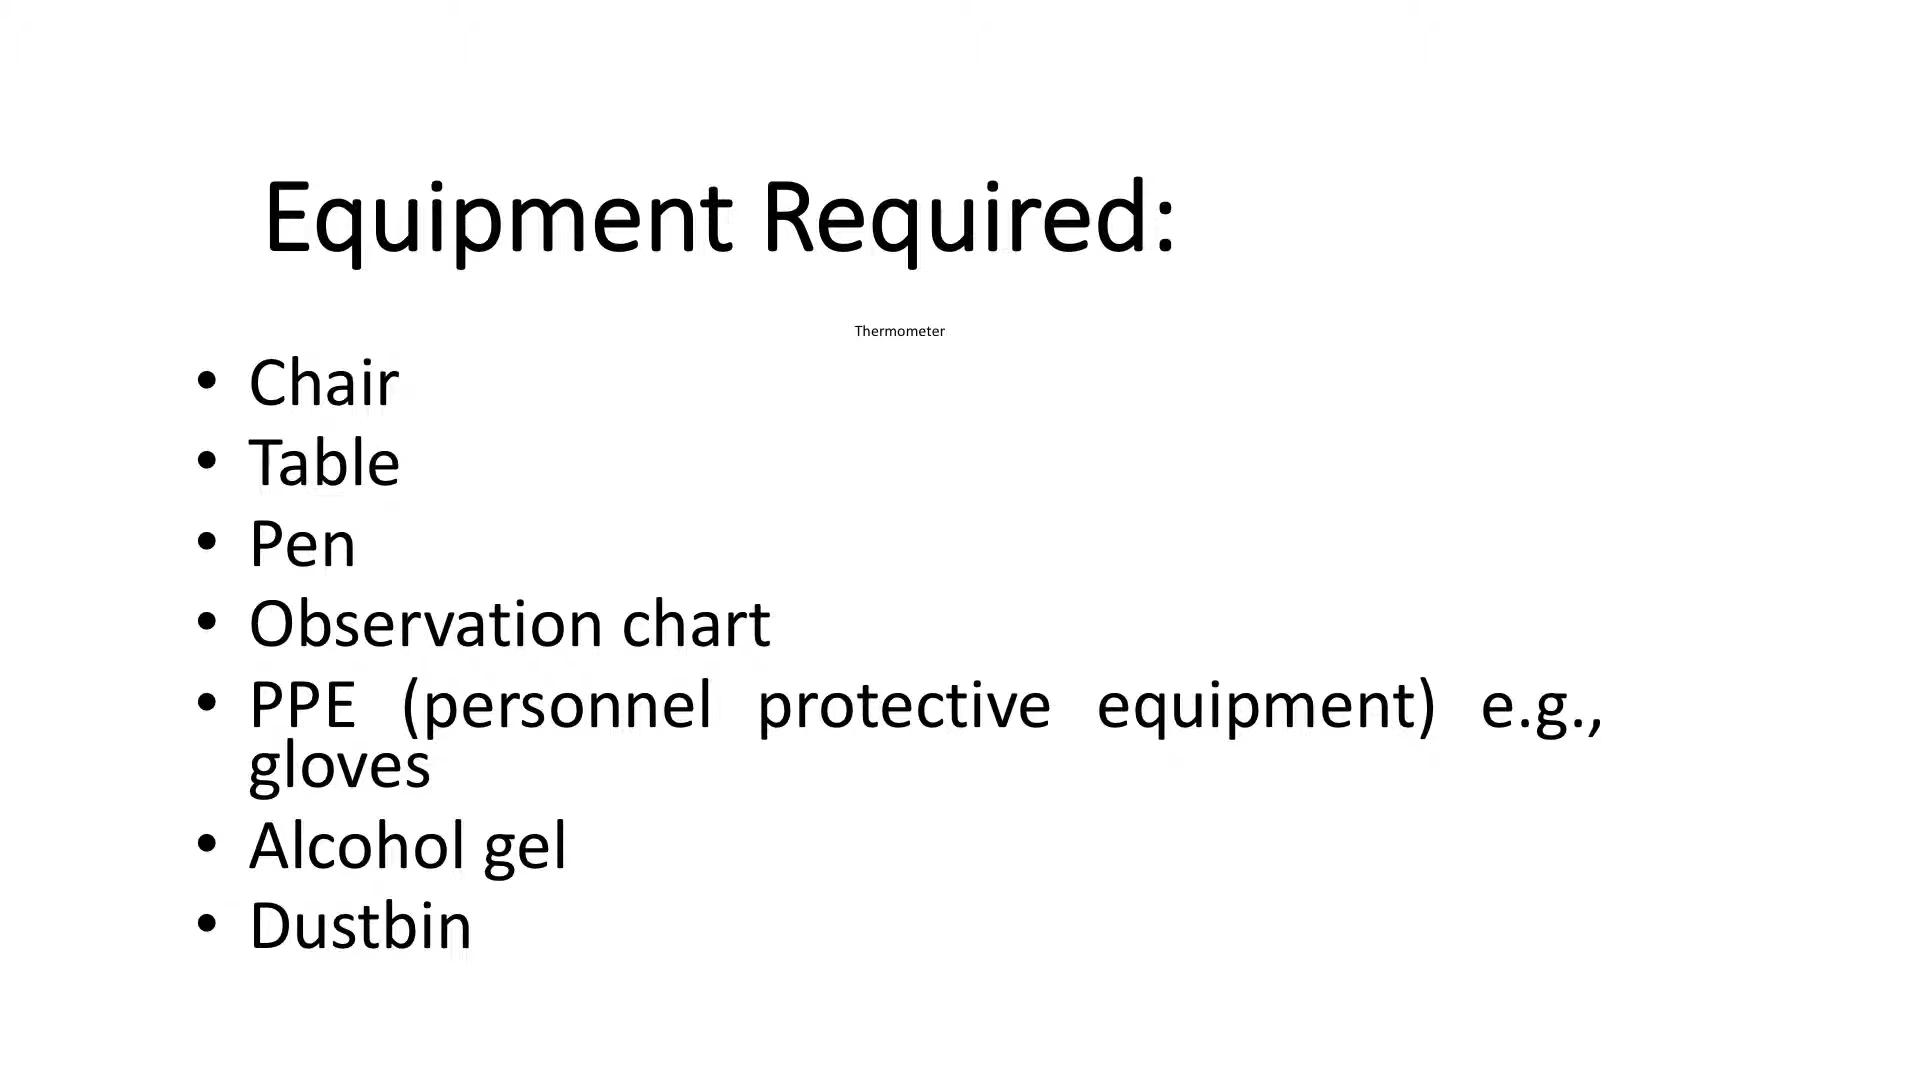 Equipment Required:
Thermometer
• Chair
• Table
• Pen
• Observation chart
• PPE (personnel protective equipment) e.g.,
gloves
• Alcohol gel
• Dustbin